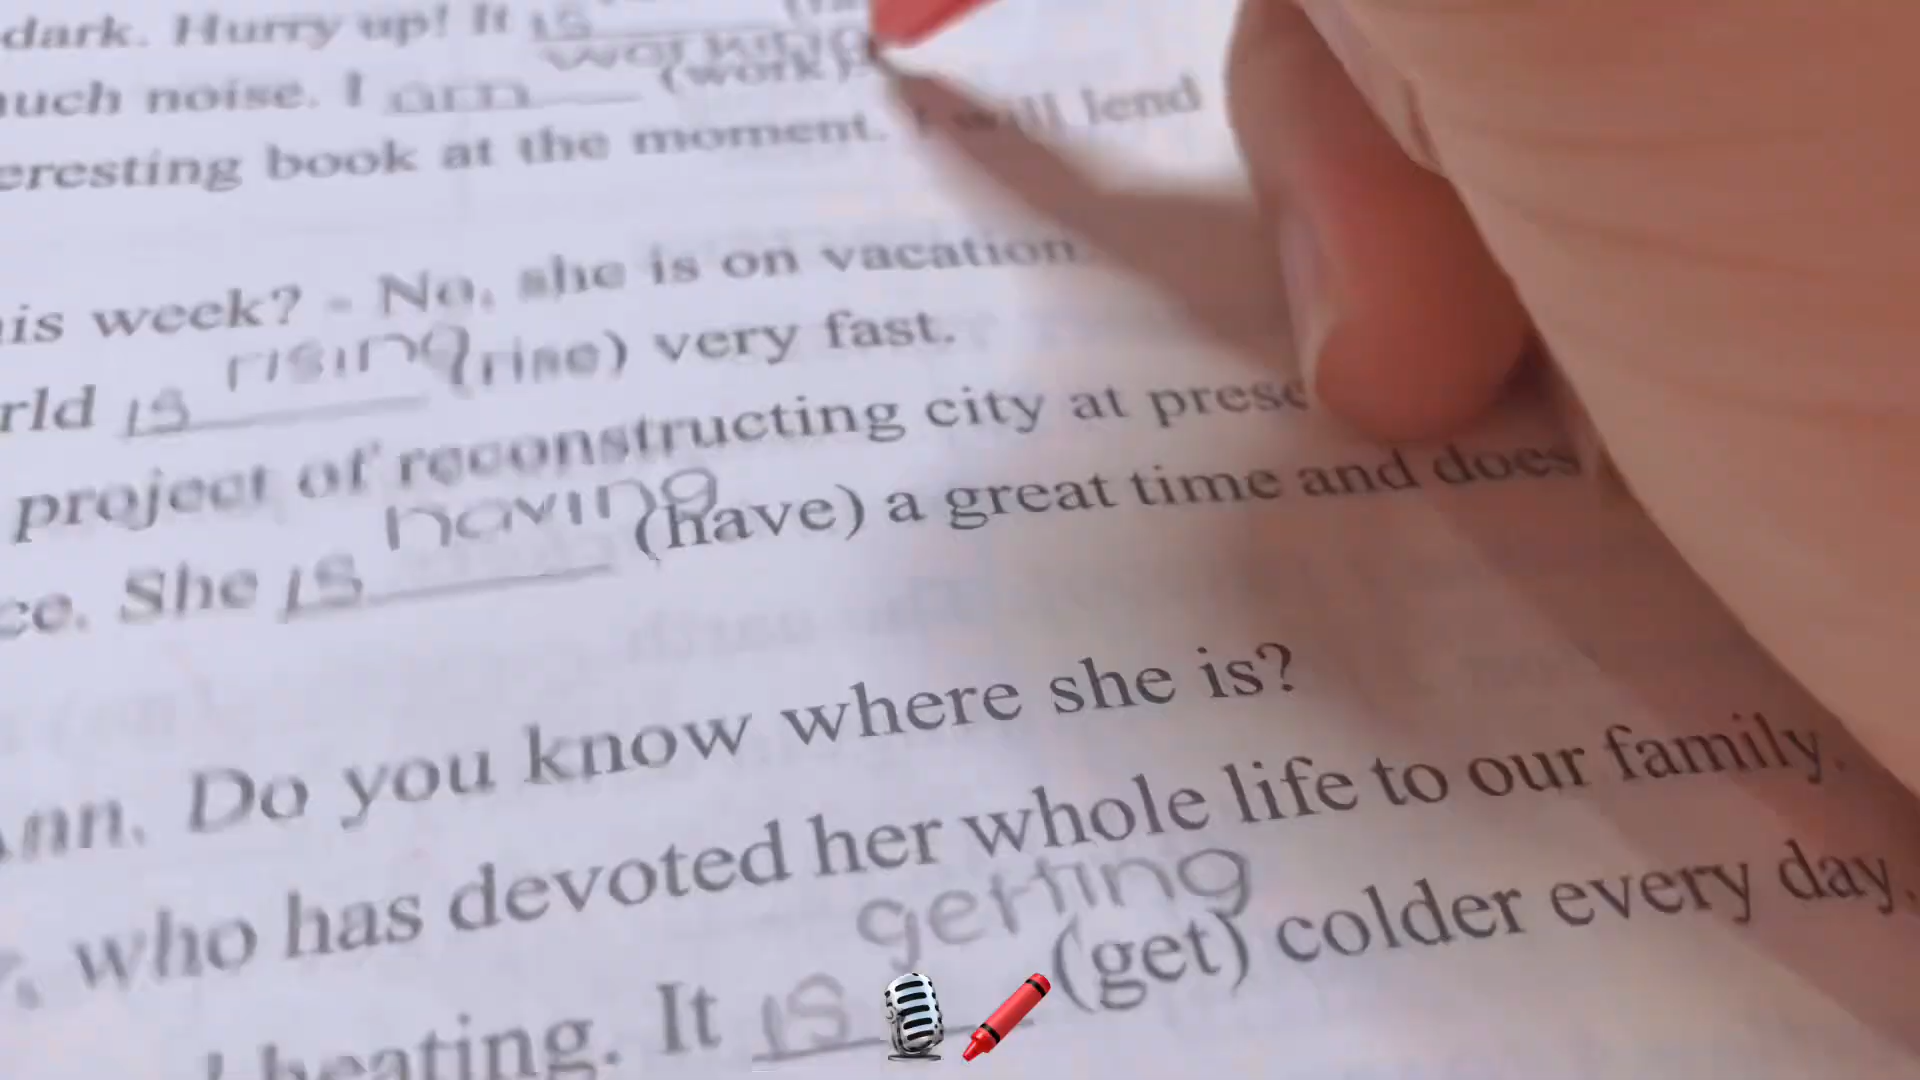 dark. Hurry up! It is
working
much noise. I am (work)
eresting book at the moment. I will lend
his week? - No, she is on vacation.
rising
rld is (rise) very fast.
project of reconstructing city at prese
having
ce. She is (have) a great time and does
Ann. Do you know where she is?
who has devoted her whole life to our family.
getting
heating. It is (get) colder every day.